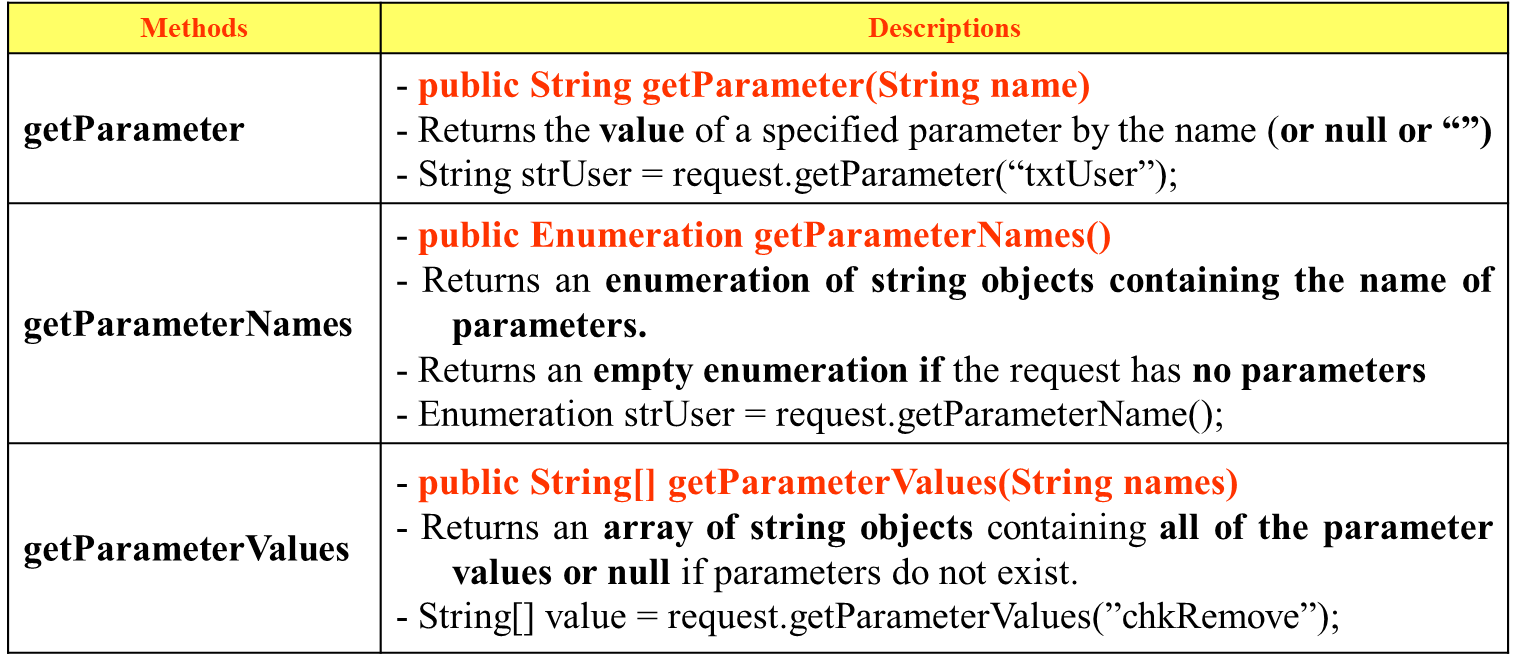 Methods Descriptions
getParameter
- public String getParameter(String name)
- Returns the value of a specified parameter by the name (or null or “”)
- String strUser = request.getParameter(“txtUser”);
getParameterNames
- public Enumeration getParameterNames()
- Returns an enumeration of string objects containing the name of
parameters.
- Returns an empty enumeration if the request has no parameters
- Enumeration strUser = request.getParameterName();
getParameterValues
- public String[] getParameterValues(String names)
- Returns an array of string objects containing all of the parameter
values or null if parameters do not exist.
- String[] value = request.getParameterValues(”chkRemove”);